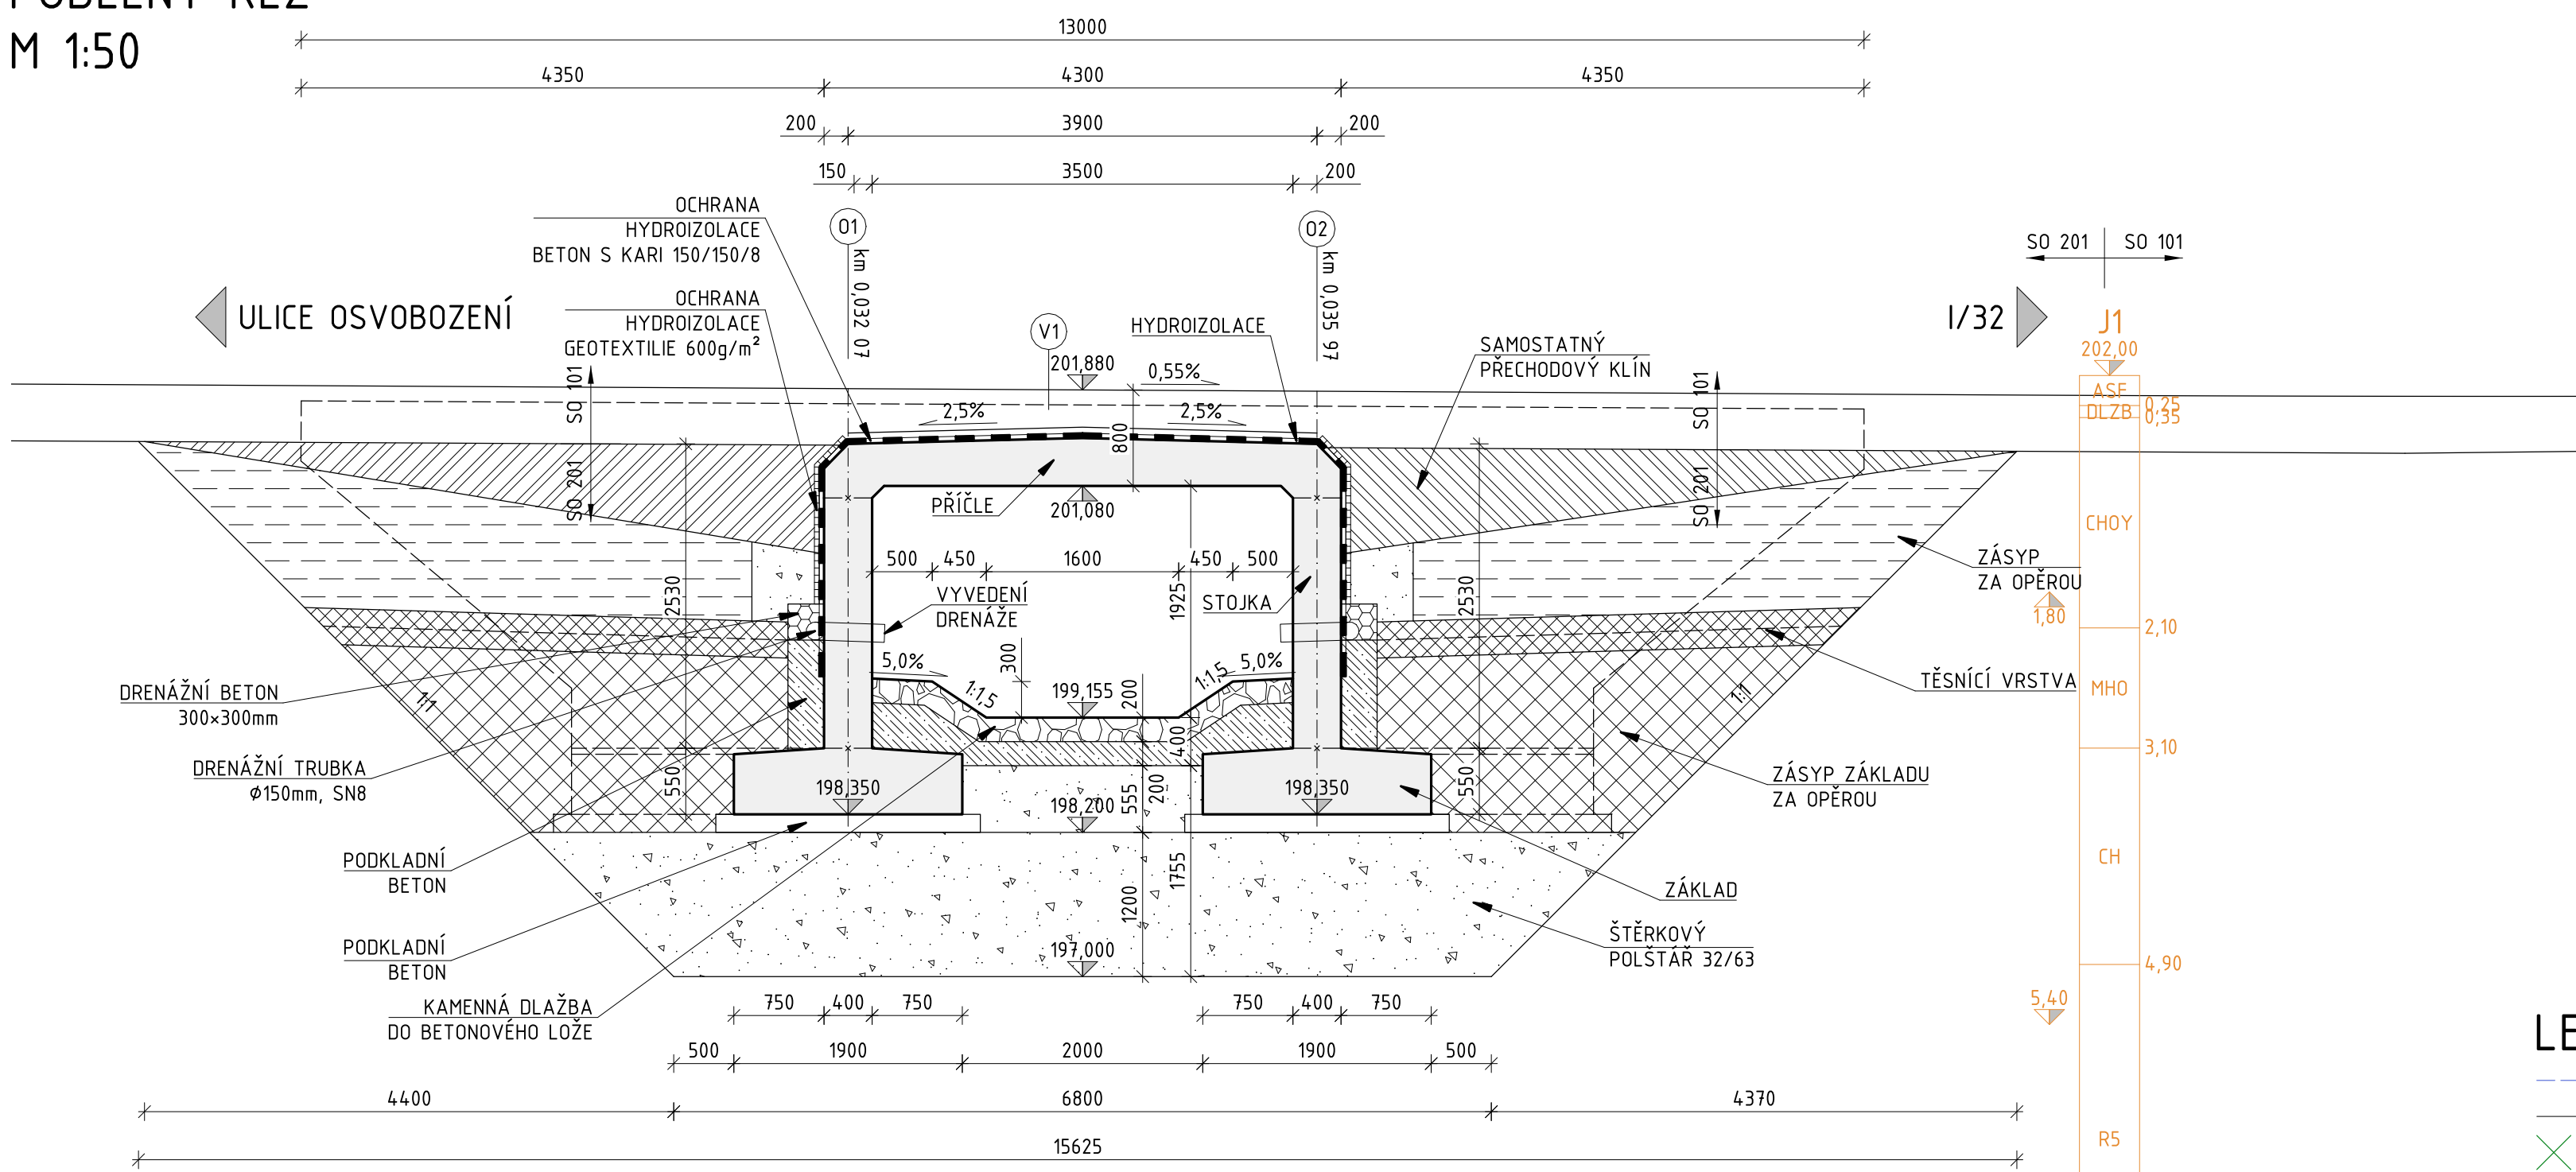 M 1:50
13000
4350
4300
4350
200
3900
200
150
3500
200
OCHRANA
HYDROIZOLACE
BETON S KARI 150/150/8
O1
km 0,032 07
O2
km 0,035 97
SO 201
SO 101
ULICE OSVOBOZENÍ
OCHRANA
HYDROIZOLACE
GEOTEXTILIE 600g/m²
V1
HYDROIZOLACE
SAMOSTATNÝ
PŘECHODOVÝ KLÍN
I/32
J1
202,00
201,880
0,55%
SO 101
SO 201
2,5%
2,5%
800
SO 101
SO 201
ASF
0,25
DLZB
0,35
PŘÍČLE
201,080
CHOY
500
450
1600
450
500
ZÁSYP
ZA OPĚROU
2530
VYVEDENÍ
DRENÁŽE
1925
STOJKA
2530
1,80
2,10
5,0%
300
1:1,5
199,155
200
1:1,5
5,0%
DRENÁŽNÍ BETON
300×300mm
1:1
1:1
TĚSNÍCÍ VRSTVA
MHO
400
3,10
DRENÁŽNÍ TRUBKA
φ150mm, SN8
550
198,350
198,200
555
200
198,350
550
ZÁSYP ZÁKLADU
ZA OPĚROU
PODKLADNÍ
BETON
1755
CH
1200
ZÁKLAD
PODKLADNÍ
BETON
197,000
ŠTĚRKOVÝ
POLŠTÁŘ 32/63
4,90
KAMENNÁ DLAŽBA
DO BETONOVÉHO LOŽE
750
400
750
750
400
750
5,40
500
1900
2000
1900
500
4400
6800
4370
15625
R5